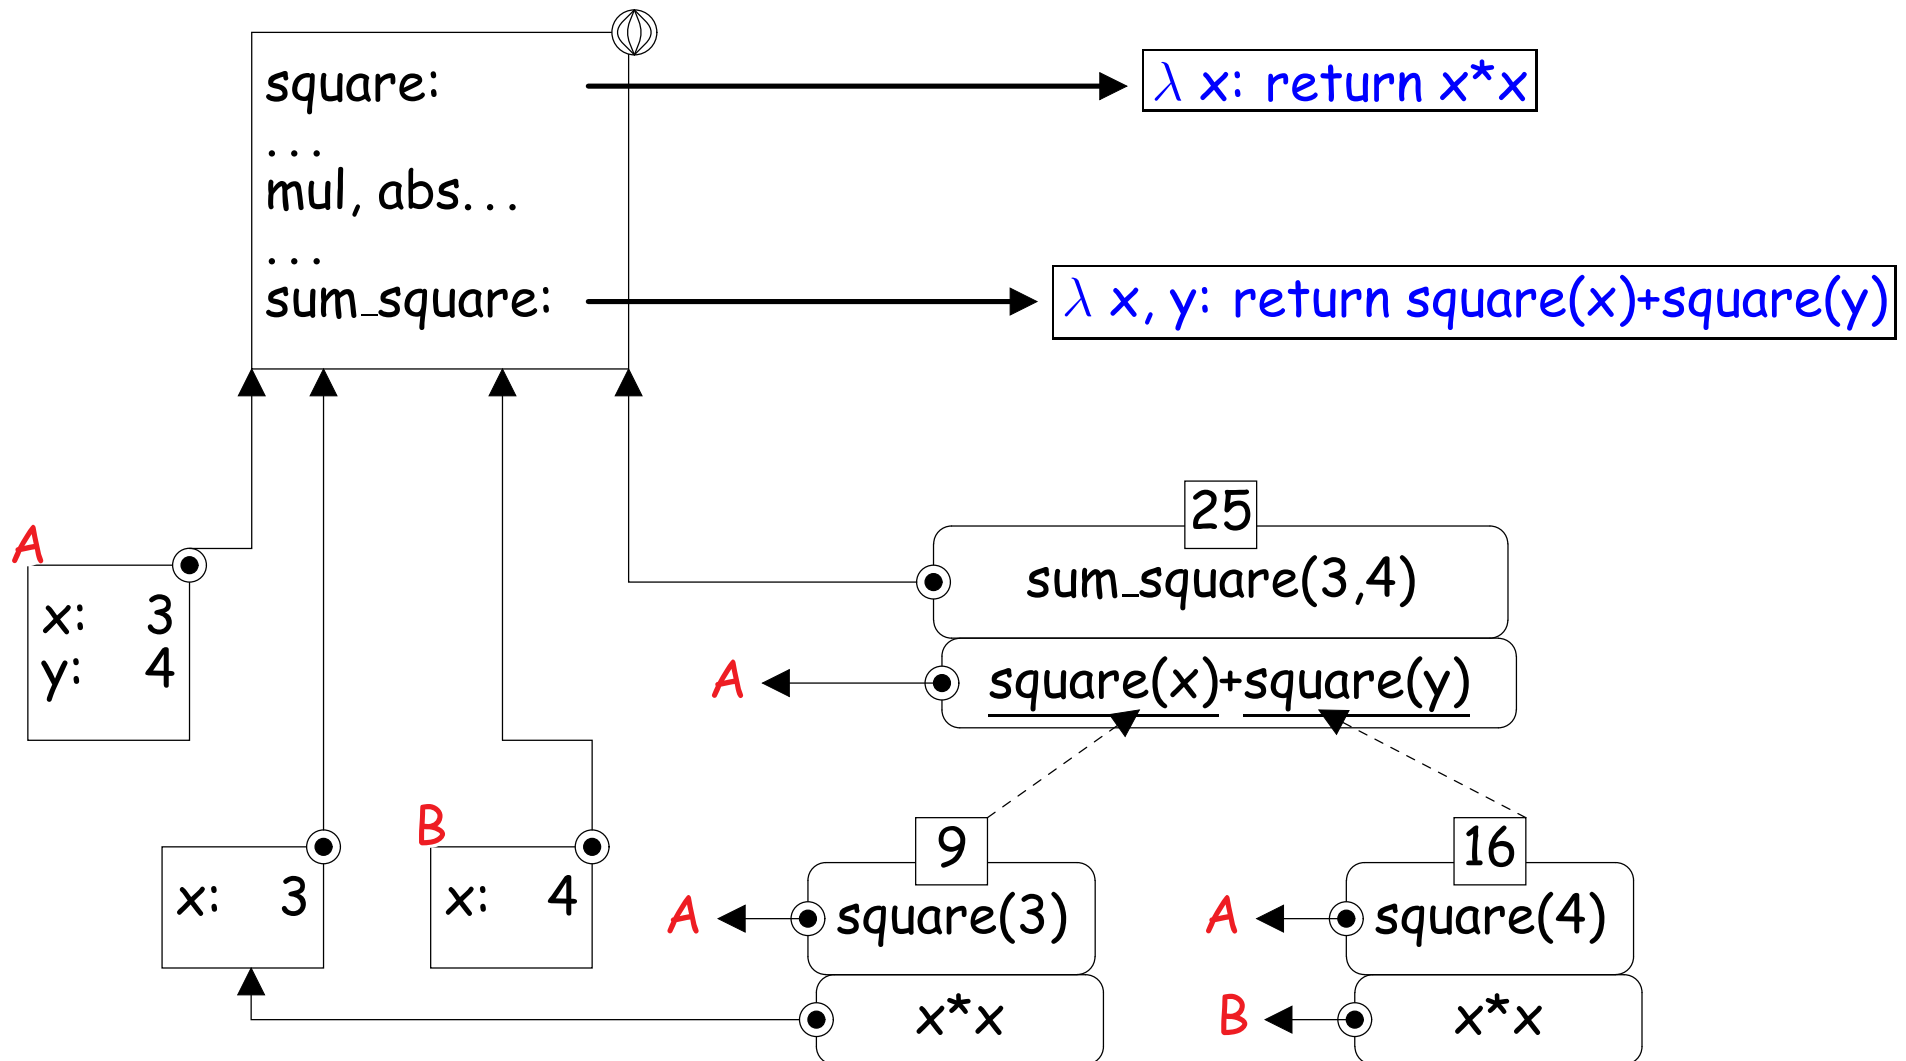 square:
λ x: return x*x
...
mul, abs...
...
sum_square:
λ x, y: return square(x)+square(y)
A
x: 3
y: 4
25
sum_square(3,4)
A
square(x)+square(y)
x: 3
B
x: 4
9
A
square(3)
x*x
16
A
square(4)
B
x*x